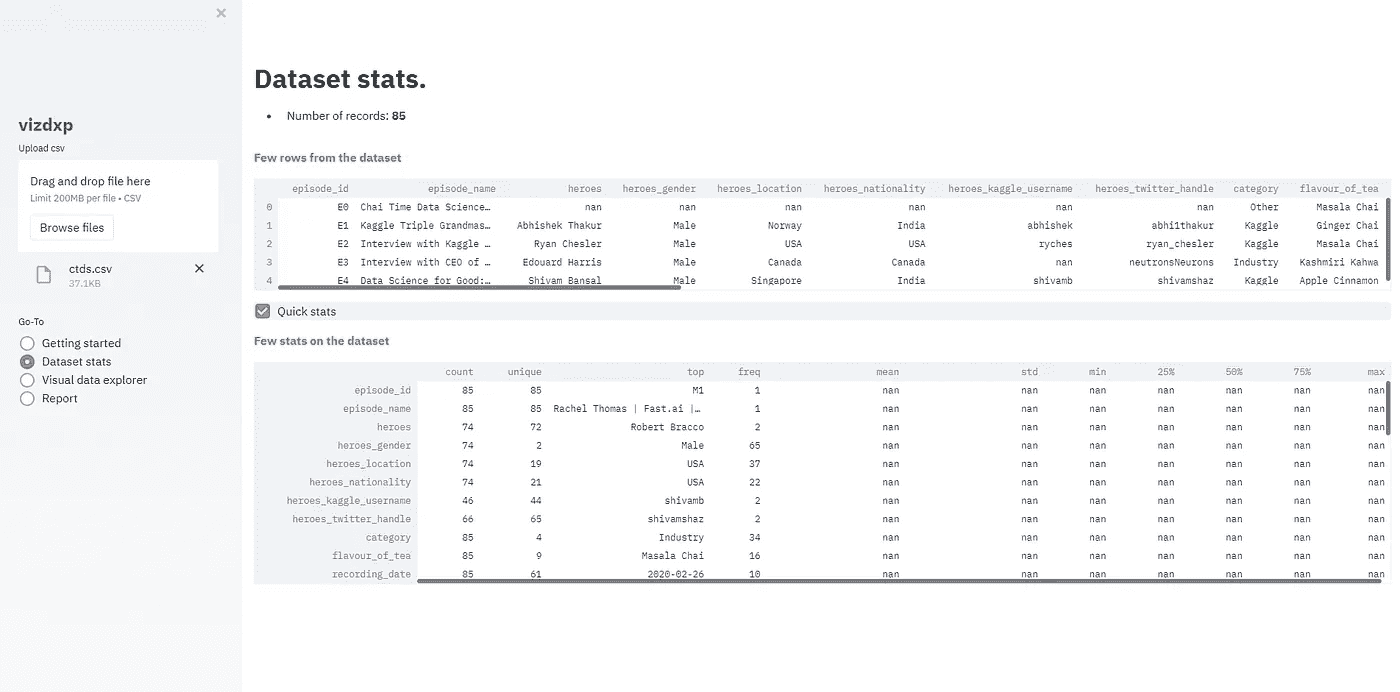 ×
vizdxp
Upload csv
Drag and drop file here
Limit 200MB per file • CSV
Browse files
ctds.csv ×
37.1KB
Go-To
Getting started
Dataset stats
Visual data explorer
Report
Dataset stats.
• Number of records: 85
Few rows from the dataset
episode_id episode_name heroes heroes_gender heroes_location heroes_nationality heroes_kaggle_username heroes_twitter_handle category flavour_of_tea
0 E0 Chai Time Data Science… nan nan nan nan nan nan Other Masala Chai
1 E1 Kaggle Triple Grandmas… Abhishek Thakur Male Norway India abhishek abhi1thakur Kaggle Ginger Chai
2 E2 Interview with Kaggle … Ryan Chesler Male USA USA ryches ryan_chesler Kaggle Masala Chai
3 E3 Interview with CEO of … Edouard Harris Male Canada Canada nan neutronsNeurons Industry Kashmiri Kahwa
4 E4 Data Science for Good:… Shivam Bansal Male Singapore India shivamb shivamshaz Kaggle Apple Cinnamon
Quick stats
Few stats on the dataset
count unique top freq mean std min 25% 50% 75% max
episode_id 85 85 M1 1 nan nan nan nan nan nan nan
episode_name 85 85 Rachel Thomas | Fast.ai |… 1 nan nan nan nan nan nan nan
heroes 74 72 Robert Bracco 2 nan nan nan nan nan nan nan
heroes_gender 74 2 Male 65 nan nan nan nan nan nan nan
heroes_location 74 19 USA 37 nan nan nan nan nan nan nan
heroes_nationality 74 21 USA 22 nan nan nan nan nan nan nan
heroes_kaggle_username 46 44 shivamb 2 nan nan nan nan nan nan nan
heroes_twitter_handle 66 65 shivamshaz 2 nan nan nan nan nan nan nan
category 85 4 Industry 34 nan nan nan nan nan nan nan
flavour_of_tea 85 9 Masala Chai 16 nan nan nan nan nan nan nan
recording_date 85 61 2020-02-26 10 nan nan nan nan nan nan nan